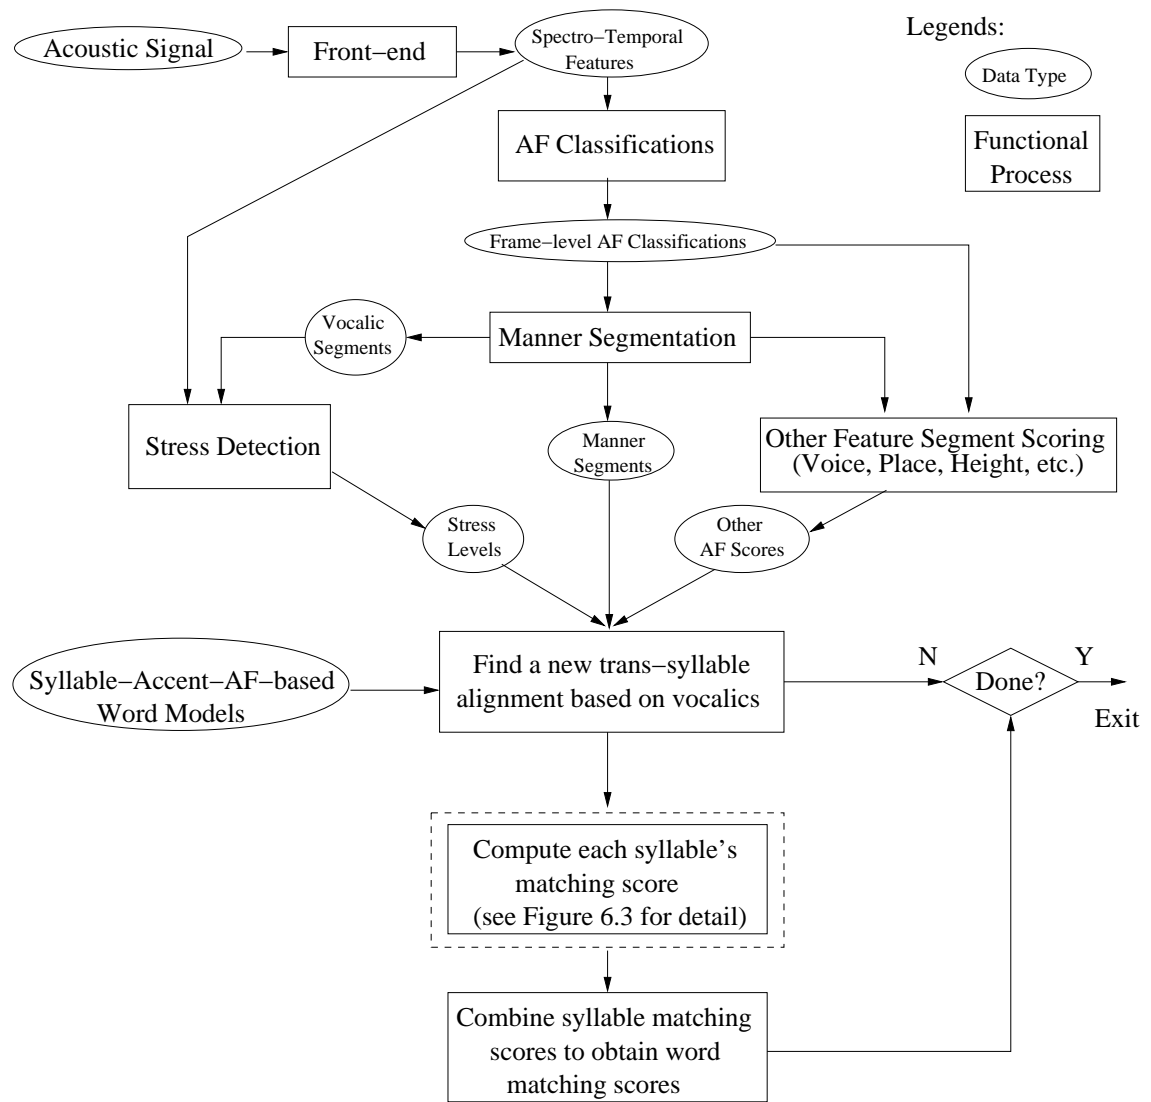 Acoustic Signal
Front−end
Spectro−Temporal
Features
Legends:
Data Type
Functional
Process
AF Classifications
Frame−level AF Classifications
Vocalic
Segments
Manner Segmentation
Stress Detection
Manner
Segments
Other Feature Segment Scoring
(Voice, Place, Height, etc.)
Stress
Levels
Other
AF Scores
Syllable−Accent−AF−based
Word Models
Find a new trans−syllable
alignment based on vocalics
N
Done?
Y
Exit
Compute each syllable's
matching score
(see Figure 6.3 for detail)
Combine syllable matching
scores to obtain word
matching scores